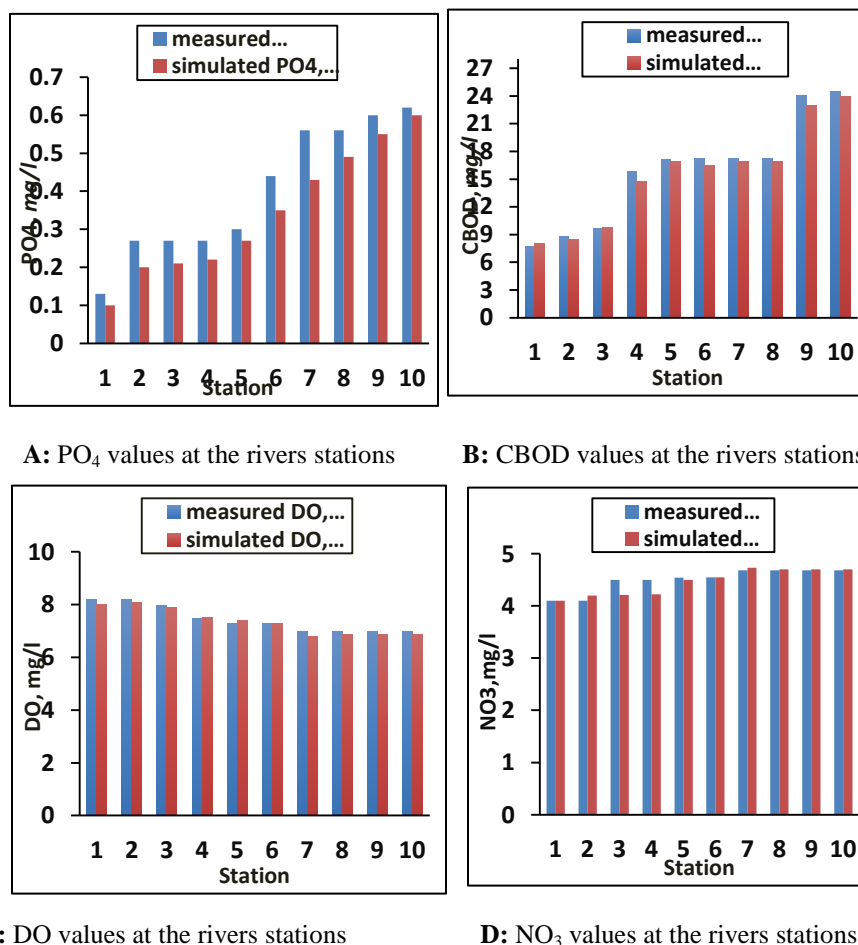 measured…
simulated PO4,…
0.7
0.6
0.5
0.4
0.3
0.2
0.1
0
PO4, mg/l
1 2 3 4 5 6 7 8 9 10
Station
measured…
simulated…
27
24
21
18
15
12
9
6
3
0
CBOD, mg/l
1 2 3 4 5 6 7 8 9 10
Station
A: PO₄ values at the rivers stations
B: CBOD values at the rivers stations
measured DO,…
simulated DO,…
10
8
6
4
2
0
DO, mg/l
1 2 3 4 5 6 7 8 9 10
Station
measured…
simulated…
5
4
3
2
1
0
NO3,mg/l
1 2 3 4 5 6 7 8 9 10
Station
: DO values at the rivers stations
D: NO₃ values at the rivers stations